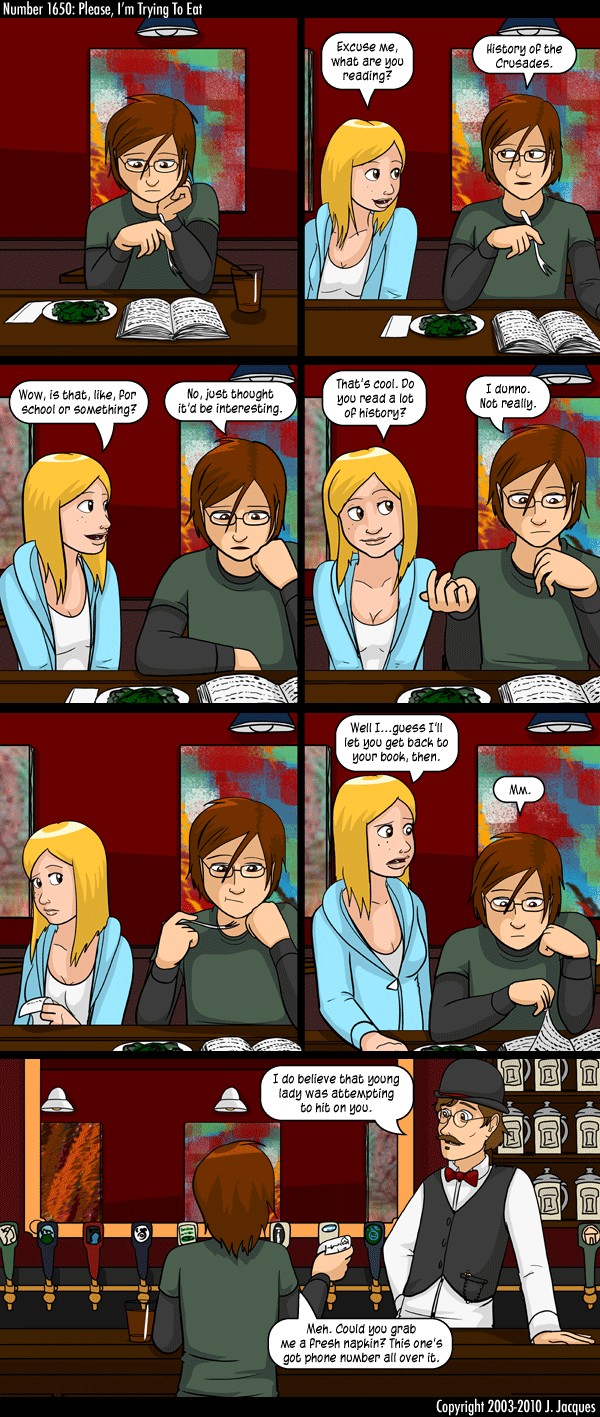 Number 1650: Please, I'm Trying To Eat
Excuse me,
what are you
reading?
History of the
Crusades.
Wow, is that, like, for
school or something?
No, just thought
it'd be interesting.
That's cool. Do
you read a lot
of history?
I dunno.
Not really.
Well I...guess I'll
let you get back to
your book, then.
Mm.
I do believe that young
lady was attempting
to hit on you.
Meh. Could you grab
me a fresh napkin? This one's
got phone number all over it.
Copyright 2003-2010 J. Jacques